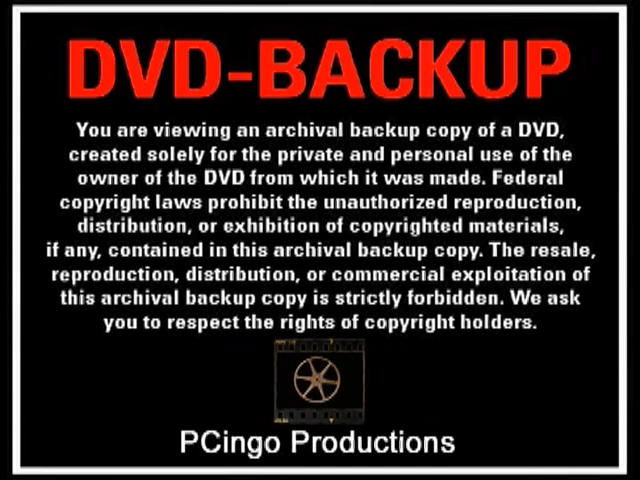 DVD-BACKUP
You are viewing an archival backup copy of a DVD,
created solely for the private and personal use of the
owner of the DVD from which it was made. Federal
copyright laws prohibit the unauthorized reproduction,
distribution, or exhibition of copyrighted materials,
if any, contained in this archival backup copy. The resale,
reproduction, distribution, or commercial exploitation of
this archival backup copy is strictly forbidden. We ask
you to respect the rights of copyright holders.
PCingo Productions